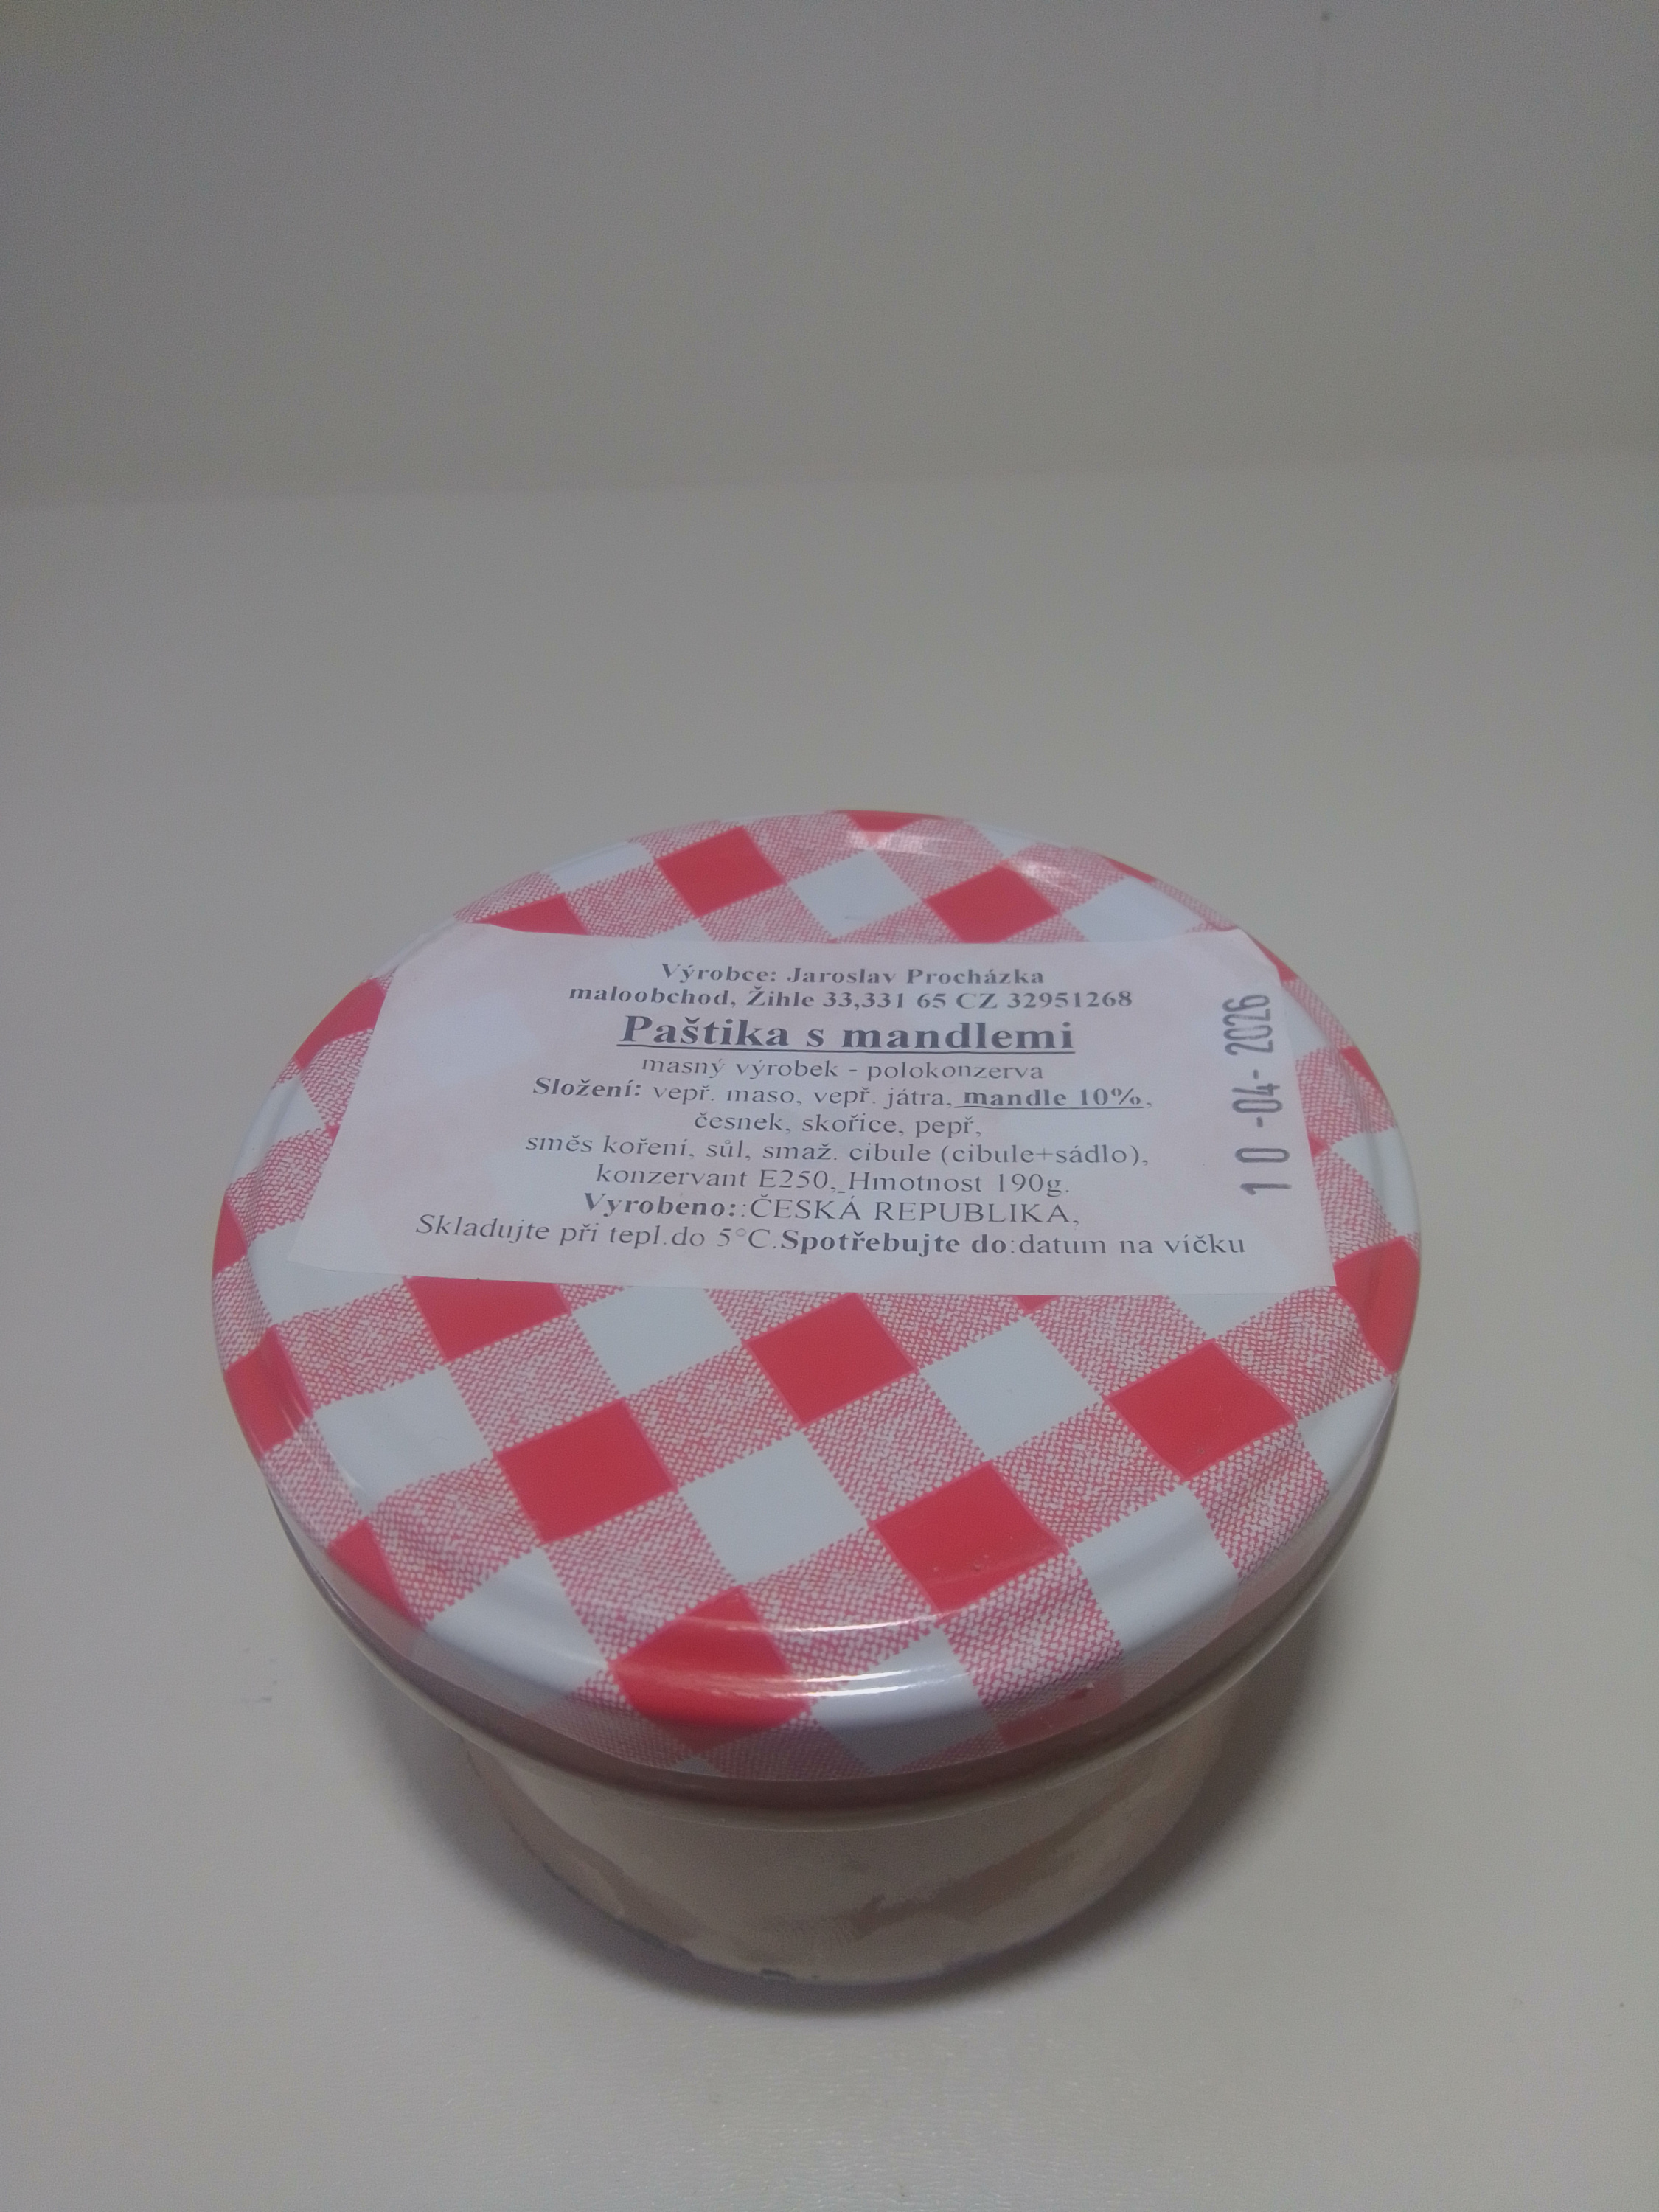 Výrobce: Jaroslav Procházka
maloobchod, Žihle 33,331 65 CZ 32951268
Paštika s mandlemi
masný výrobek - polokonzerva
Složení: vepř. maso, vepř. játra, mandle 10%,
česnek, skořice, pepř,
směs koření, sůl, smaž. cibule (cibule+sádlo),
konzervant E250, Hmotnost 190g.
Vyrobeno::ČESKÁ REPUBLIKA,
Skladujte při tepl.do 5°C.Spotřebujte do:datum na víčku
10 -04- 2026